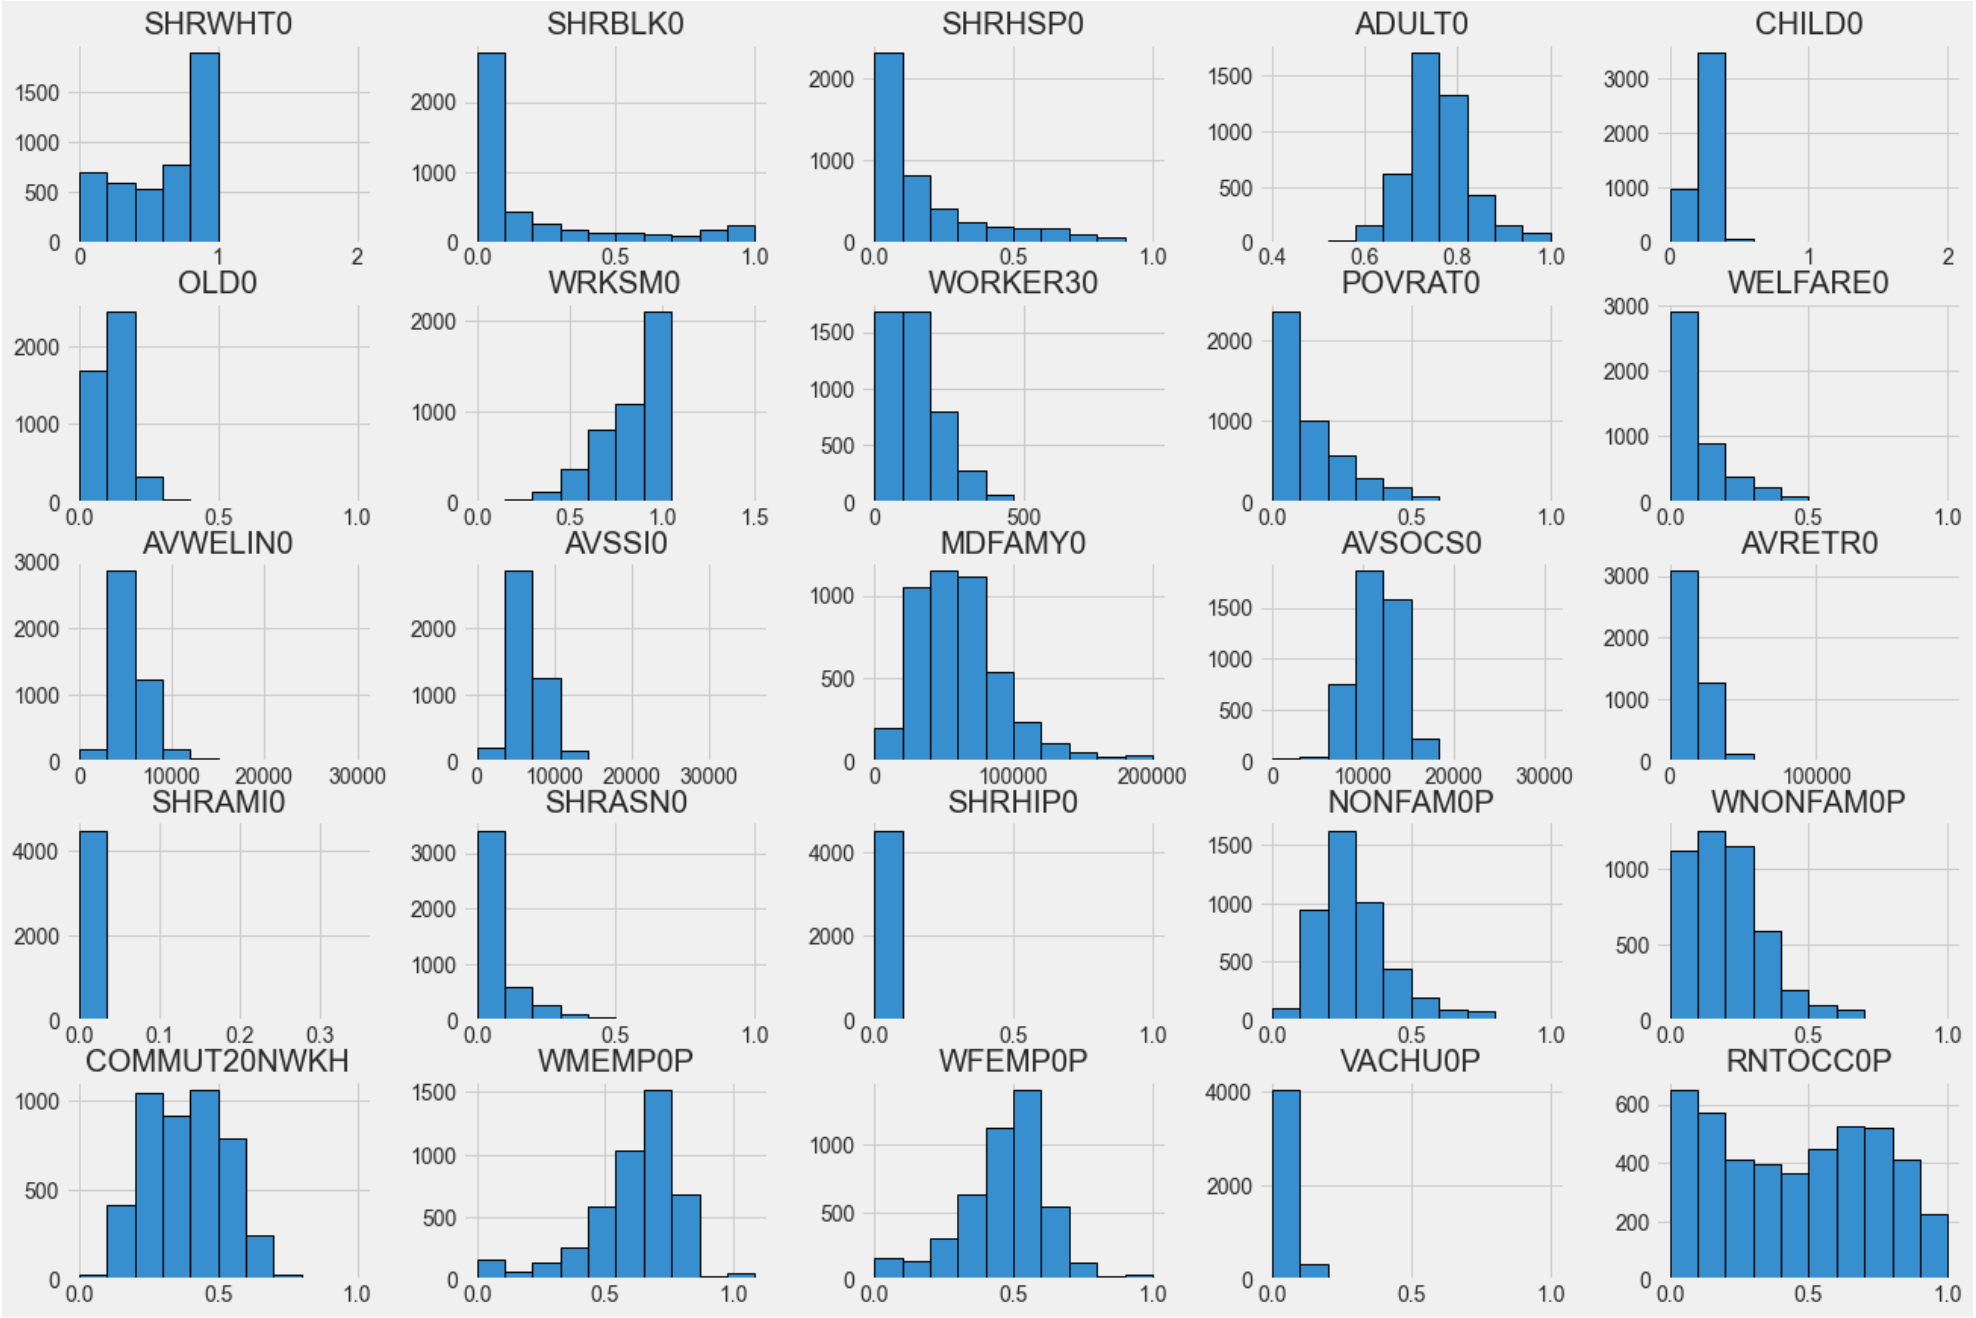 SHRWHT0 SHRBLK0 SHRHSP0 ADULT0 CHILD0
1500 1000 500 0
0 1 2
2000 1000 0
0.0 0.5 1.0
2000 1000 0
0.0 0.5 1.0
1500 1000 500 0
0.4 0.6 0.8 1.0
3000 2000 1000 0
0 1 2
OLD0 WRKSM0 WORKER30 POVRAT0 WELFARE0
2000 1000 0
0.0 0.5 1.0
2000 1000 0
0.0 0.5 1.0 1.5
1500 1000 500 0
0 500
2000 1000 0
0.0 0.5 1.0
3000 2000 1000 0
0.0 0.5 1.0
AVWELIN0 AVSSI0 MDFAMY0 AVSOCS0 AVRETR0
3000 2000 1000 0
0 10000 20000 30000
2000 1000 0
0 10000 20000 30000
1000 500 0
0 100000 200000
1500 1000 500 0
0 10000 20000 30000
3000 2000 1000 0
0 100000
SHRAMI0 SHRASN0 SHRHIP0 NONFAM0P WNONFAM0P
4000 2000 0
0.0 0.1 0.2 0.3
3000 2000 1000 0
0.0 0.5 1.0
4000 2000 0
0.0 0.5 1.0
1500 1000 500 0
0.0 0.5 1.0
1000 500 0
0.0 0.5 1.0
COMMUT20NWKH WMEMP0P WFEMP0P VACHU0P RNTOCC0P
1000 500 0
0.0 0.5 1.0
1500 1000 500 0
0.0 0.5 1.0
1000 500 0
0.0 0.5 1.0
4000 2000 0
0.0 0.5 1.0
600 400 200 0
0.0 0.5 1.0